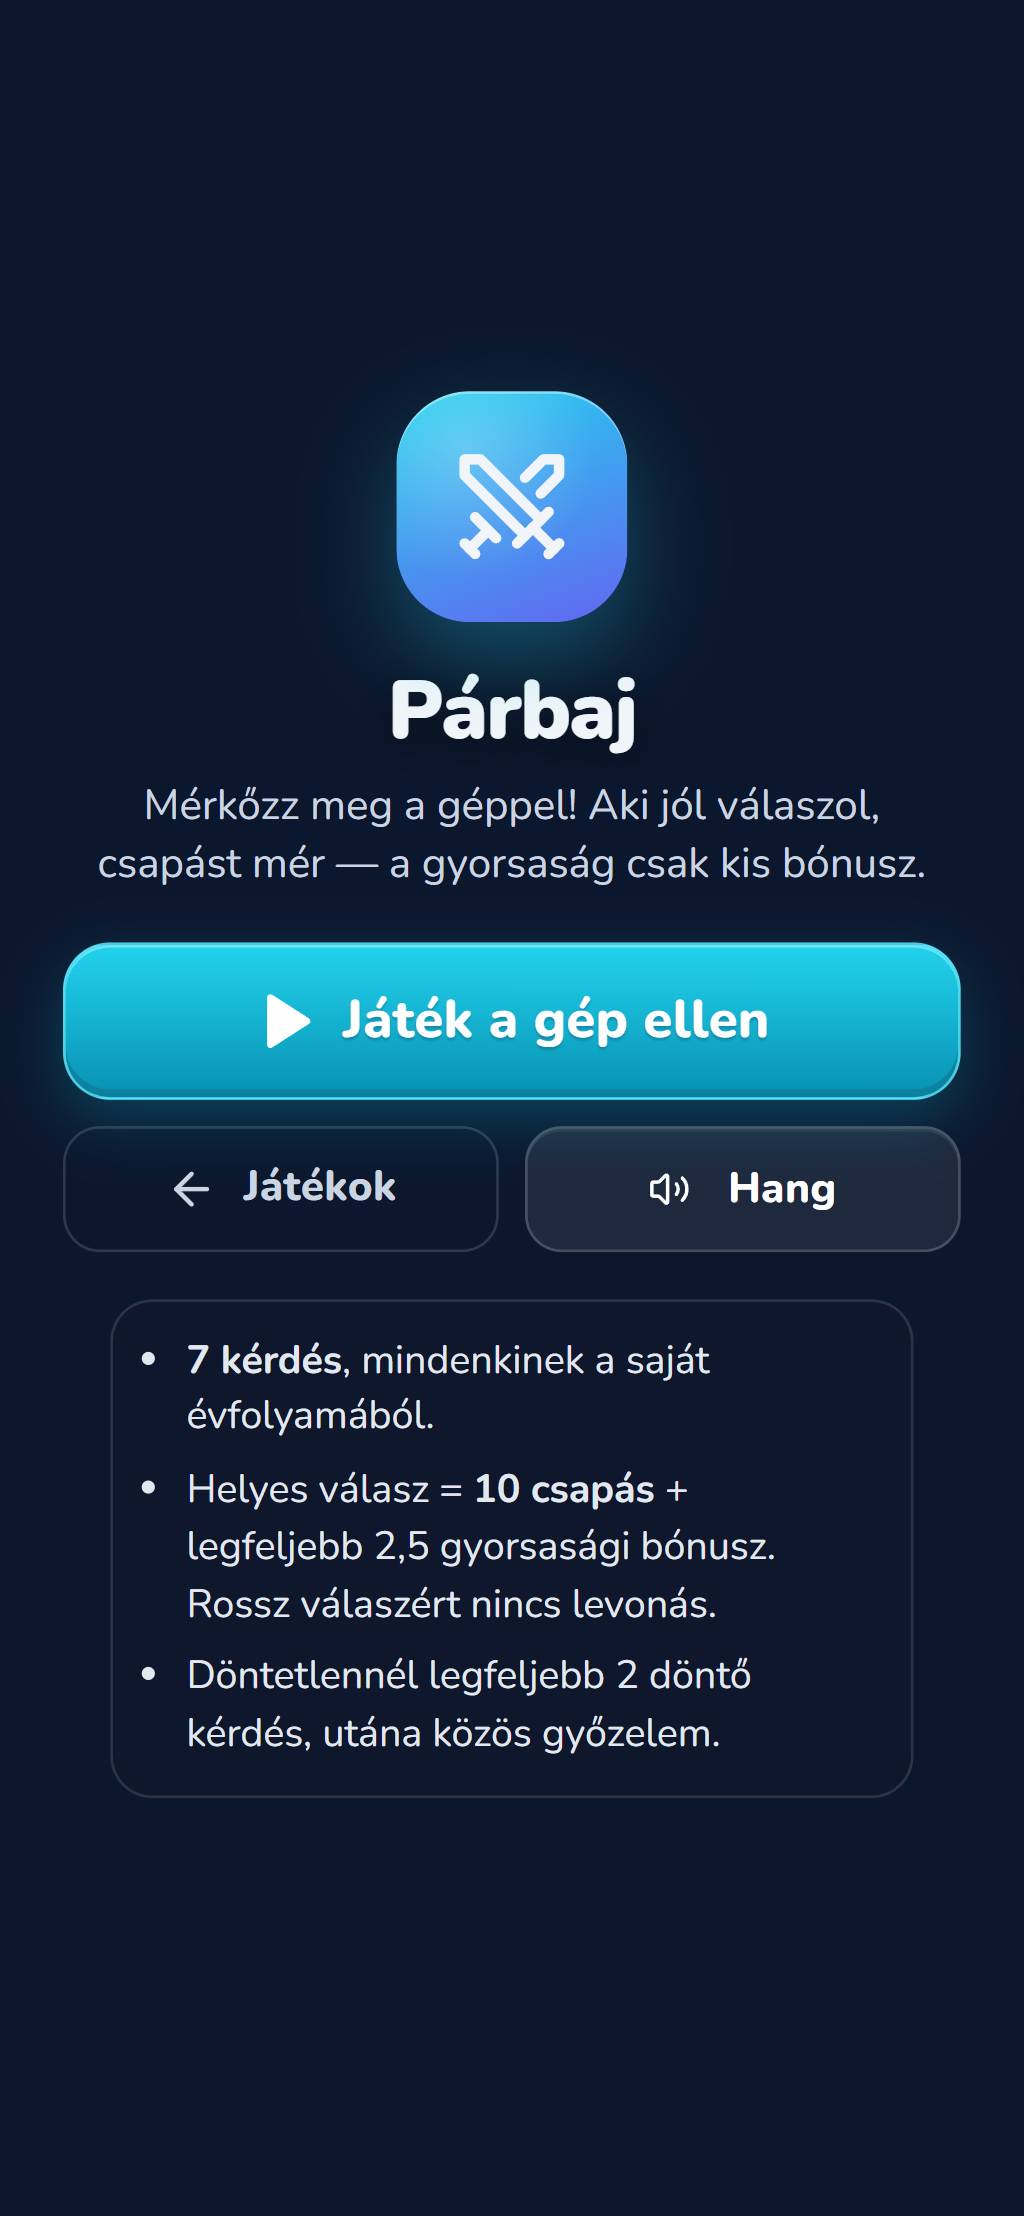 Párbaj
Mérkőzz meg a géppel! Aki jól válaszol,
csapást mér — a gyorsaság csak kis bónusz.
Játék a gép ellen
Játékok
Hang
7 kérdés, mindenkinek a saját
évfolyamából.
Helyes válasz = 10 csapás +
legfeljebb 2,5 gyorsasági bónusz.
Rossz válaszért nincs levonás.
Döntetlennél legfeljebb 2 döntő
kérdés, utána közös győzelem.